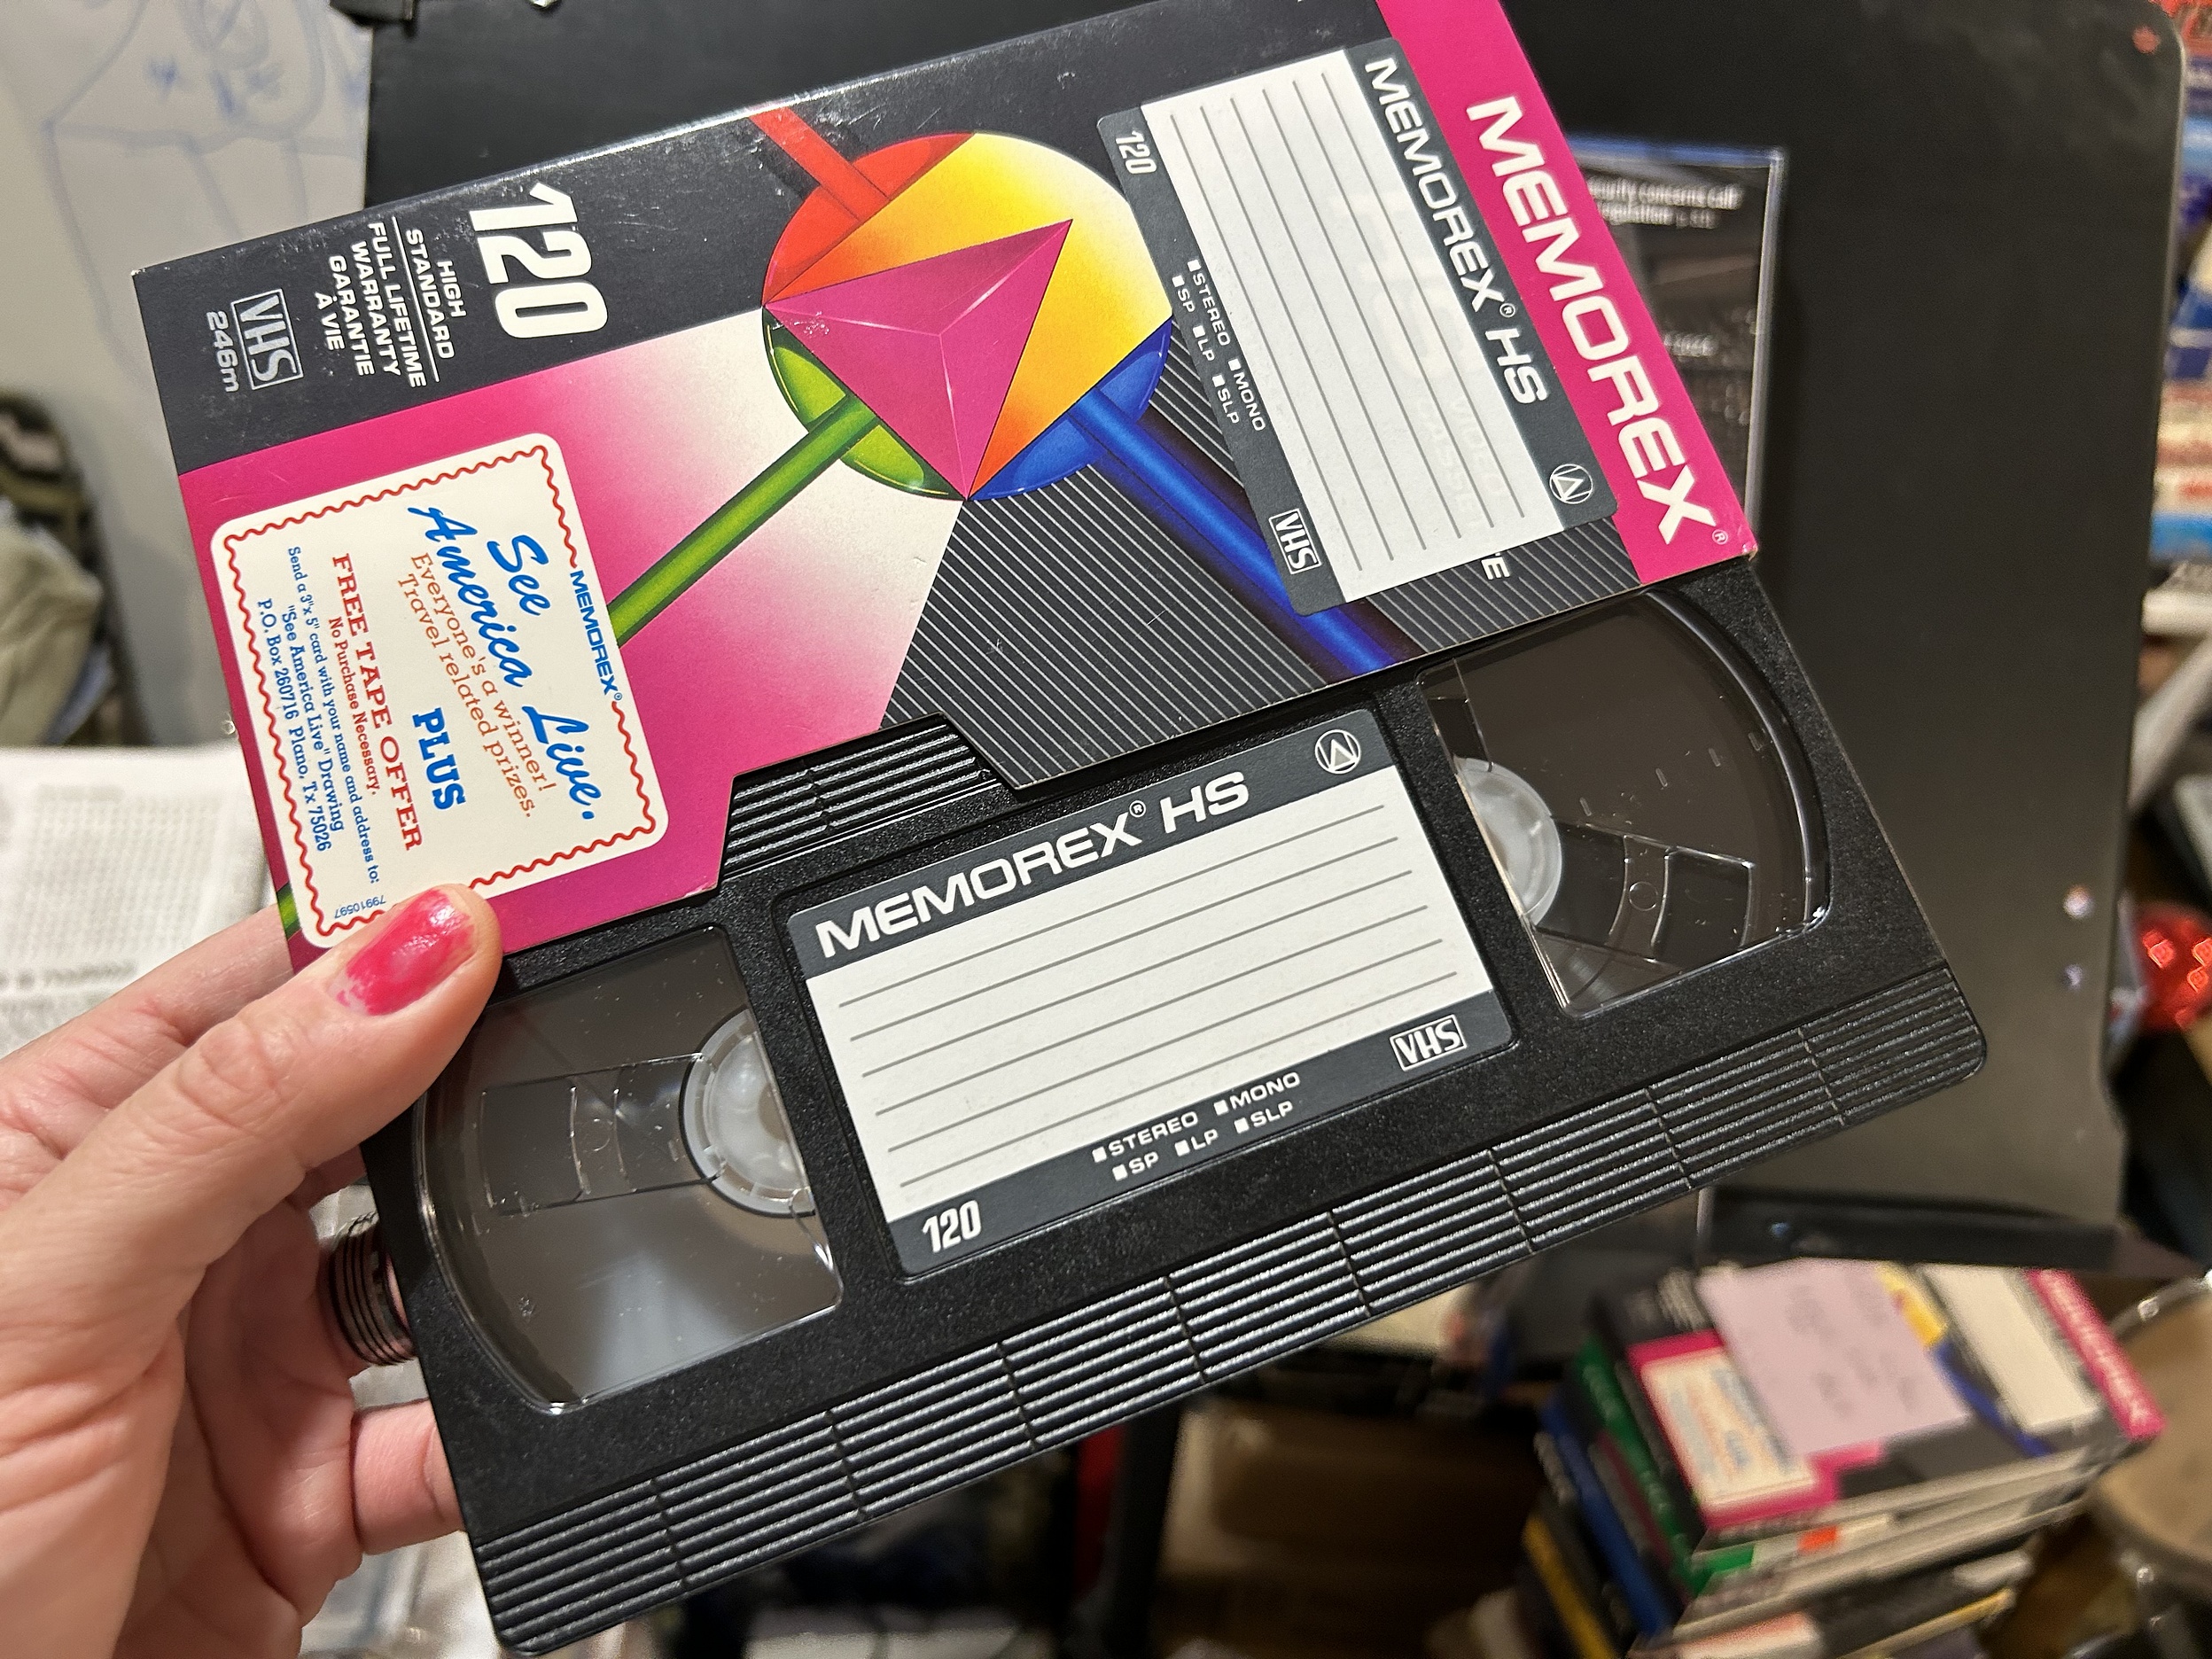 MEMOREX®
MEMOREX® HS
■STEREO ■MONO
■SP ■LP ■SLP
120
VHS
120
HIGH
STANDARD
FULL LIFETIME
WARRANTY
GARANTIE
À VIE
VHS
246m
MEMOREX®
See
America Live.
Everyone's a winner!
Travel related prizes.
PLUS
FREE TAPE OFFER
No Purchase Necessary.
Send a 3"x 5" card with your name and address to:
"See America Live" Drawing
P.O. Box 260716 Plano, Tx 75026
79910597
MEMOREX® HS
VHS
■STEREO ■MONO
■SP ■LP ■SLP
120